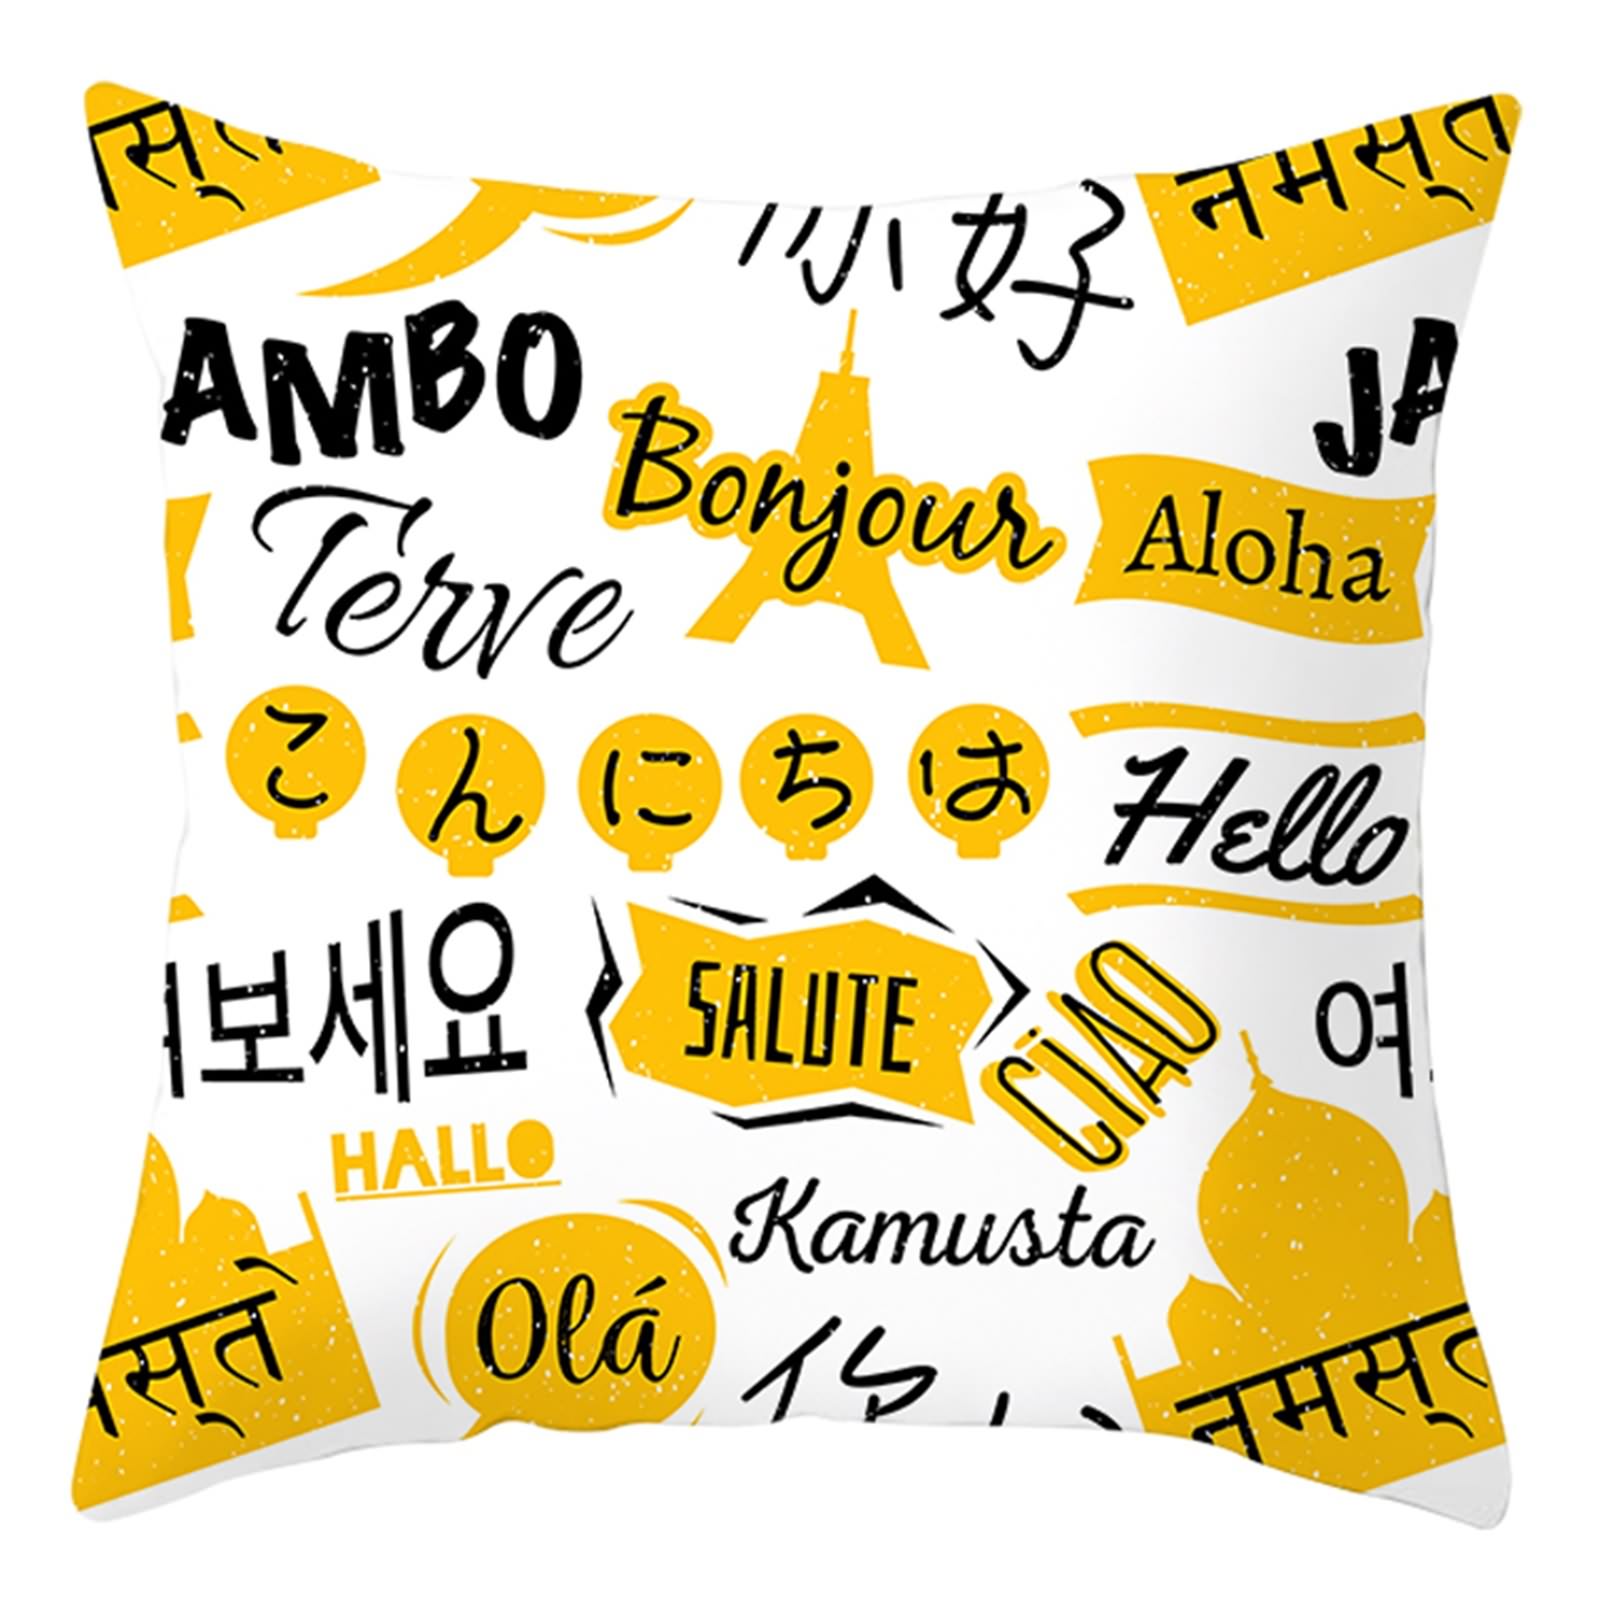 नमस्त
你好
AMBO
JA
Bonjour
Aloha
Terve
こんにちは
Hello
보세요
SALUTE
CIAO
여
HALLO
Kamusta
Olá
स्ते
नमस्त